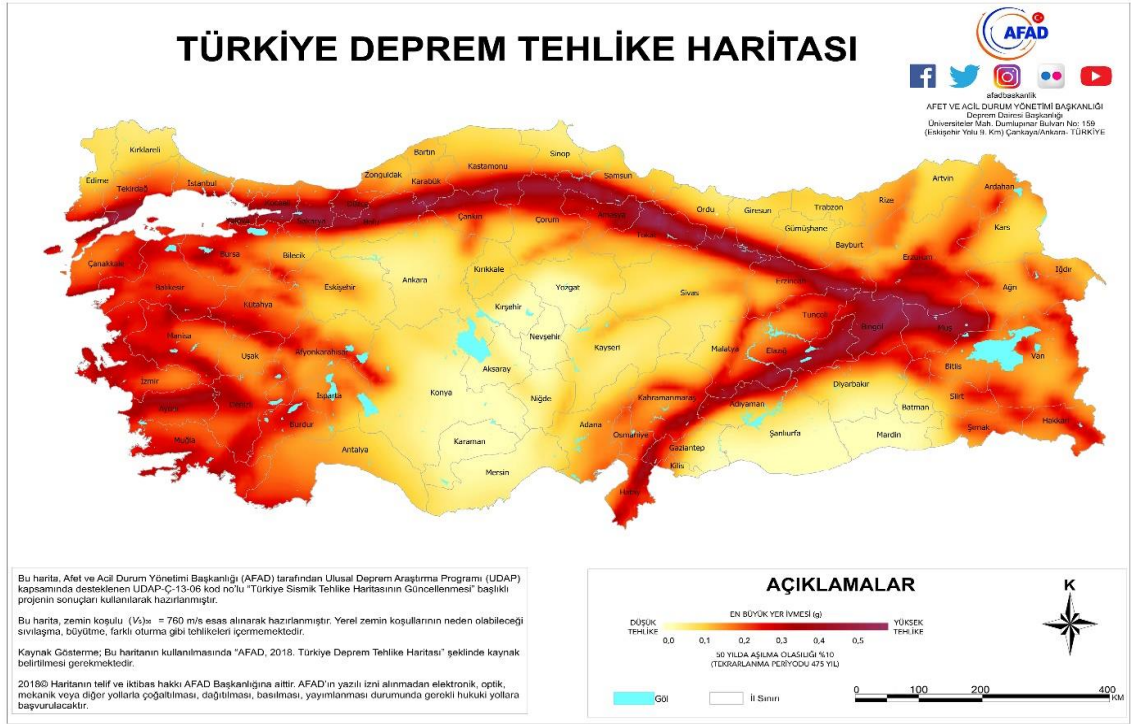 TÜRKİYE DEPREM TEHLİKE HARİTASI
AFAD
afadbaskanlik
AFET VE ACİL DURUM YÖNETİMİ BAŞKANLIĞI
Deprem Dairesi Başkanlığı
Üniversiteler Mah. Dumlupınar Bulvarı No: 159
(Eskişehir Yolu 9. Km) Çankaya/Ankara- TÜRKİYE
Kırklareli
Edirne
Tekirdağ
İstanbul
Zonguldak
Bartın
Karabük
Kastamonu
Sinop
Samsun
Ordu
Giresun
Trabzon
Rize
Artvin
Ardahan
Kars
Gümüşhane
Bayburt
Erzurum
Iğdır
Ağrı
Çankırı
Çorum
Amasya
Tokat
Çanakkale
Bursa
Bilecik
Balıkesir
Eskişehir
Ankara
Kırıkkale
Yozgat
Sivas
Erzincan
Tunceli
Bingöl
Muş
Kütahya
Kırşehir
Nevşehir
Kayseri
Malatya
Elazığ
Bitlis
Van
Manisa
Uşak
Afyonkarahisar
Aksaray
Konya
Niğde
Kahramanmaraş
Adıyaman
Diyarbakır
Batman
Siirt
Şırnak
Hakkari
İzmir
Aydın
Denizli
Isparta
Burdur
Muğla
Antalya
Karaman
Mersin
Adana
Osmaniye
Gaziantep
Kilis
Hatay
Şanlıurfa
Mardin
Bu harita, Afet ve Acil Durum Yönetimi Başkanlığı (AFAD) tarafından Ulusal Deprem Araştırma Programı (UDAP)
kapsamında desteklenen UDAP-Ç-13-06 kod no'lu "Türkiye Sismik Tehlike Haritasının Güncellenmesi" başlıklı
projenin sonuçları kullanılarak hazırlanmıştır.
Bu harita, zemin koşulu (Vs)30 = 760 m/s esas alınarak hazırlanmıştır. Yerel zemin koşullarının neden olabileceği
sıvılaşma, büyütme, farklı oturma gibi tehlikeleri içermemektedir.
Kaynak Gösterme; Bu haritanın kullanılmasında "AFAD, 2018. Türkiye Deprem Tehlike Haritası" şeklinde kaynak
belirtilmesi gerekmektedir.
2018© Haritanın telif ve iktibas hakkı AFAD Başkanlığına aittir. AFAD'ın yazılı izni alınmadan elektronik, optik,
mekanik veya diğer yollarla çoğaltılması, dağıtılması, basılması, yayımlanması durumunda gerekli hukuki yollara
başvurulacaktır.
AÇIKLAMALAR
EN BÜYÜK YER İVMESİ (g)
DÜŞÜK TEHLİKE
0,0 0,1 0,2 0,3 0,4 0,5
YÜKSEK TEHLİKE
50 YILDA AŞILMA OLASILIĞI %10
(TEKRARLANMA PERİYODU 475 YIL)
Göl
İl Sınırı
K
0 100 200 400
KM